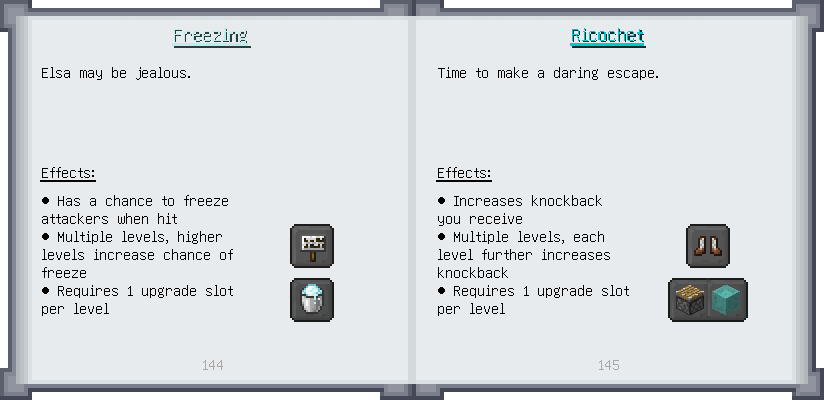 Freezing
Elsa may be jealous.
Effects:
• Has a chance to freeze
attackers when hit
• Multiple levels, higher
levels increase chance of
freeze
• Requires 1 upgrade slot
per level
144
Ricochet
Time to make a daring escape.
Effects:
• Increases knockback
you receive
• Multiple levels, each
level further increases
knockback
• Requires 1 upgrade slot
per level
145